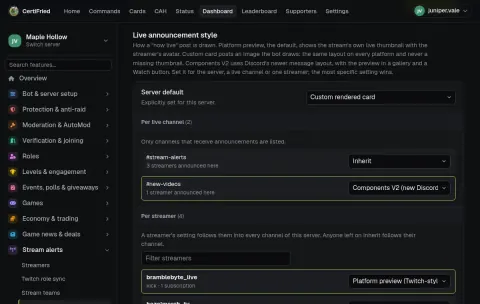 CertiFried
Home
Commands
Cards
CAH
Status
Dashboard
Leaderboard
Supporters
Settings
juniper.vale
Maple Hollow
Switch server
Search features...
Overview
Bot & server setup
Protection & anti-raid
Moderation & AutoMod
Verification & joining
Roles
Levels & engagement
Events, polls & giveaways
Games
Economy & trading
Game news & deals
Stream alerts
Streamers
Twitch role sync
Stream teams
Live announcement style
How a "now live" post is drawn. Platform preview, the default, shows the stream's own live thumbnail with the
streamer's avatar. Custom card posts an image the bot draws: the same layout on every platform and never a
missing thumbnail. Components V2 uses Discord's newer message layout, with the preview in a gallery and a
Watch button. Set it for the server, a live channel or one streamer; the most specific setting wins.
Server default
Explicitly set for this server.
Custom rendered card
Per live channel (2)
Only channels that receive announcements are listed.
#stream-alerts
3 streamers announced here
Inherit
#new-videos
1 streamer announced here
Components V2 (new Discord
Per streamer (4)
A streamer's setting follows them into every channel of this server. Anyone left on Inherit follows their
channel.
Filter streamers
bramblebyte_live
kick · 1 subscription
Platform preview (Twitch-styl